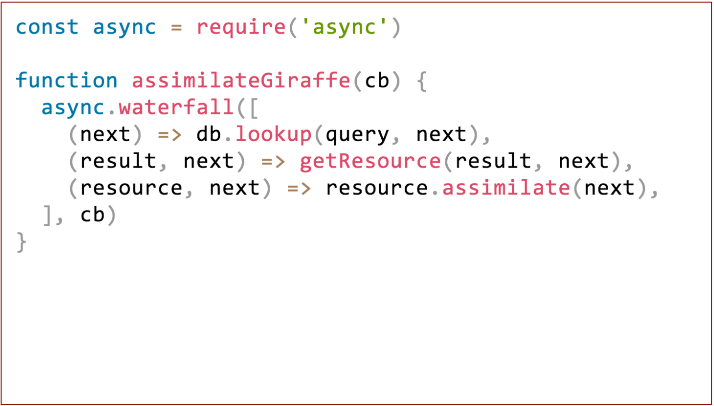 const async = require('async')
function assimilateGiraffe(cb) {
  async.waterfall([
    (next) => db.lookup(query, next),
    (result, next) => getResource(result, next),
    (resource, next) => resource.assimilate(next),
  ], cb)
}